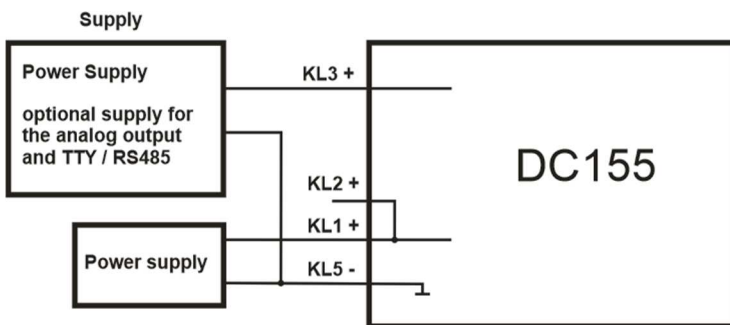 Supply
Power Supply
optional supply for
the analog output
and TTY / RS485
KL3 +
KL2 +
KL1 +
KL5 -
Power supply
DC155